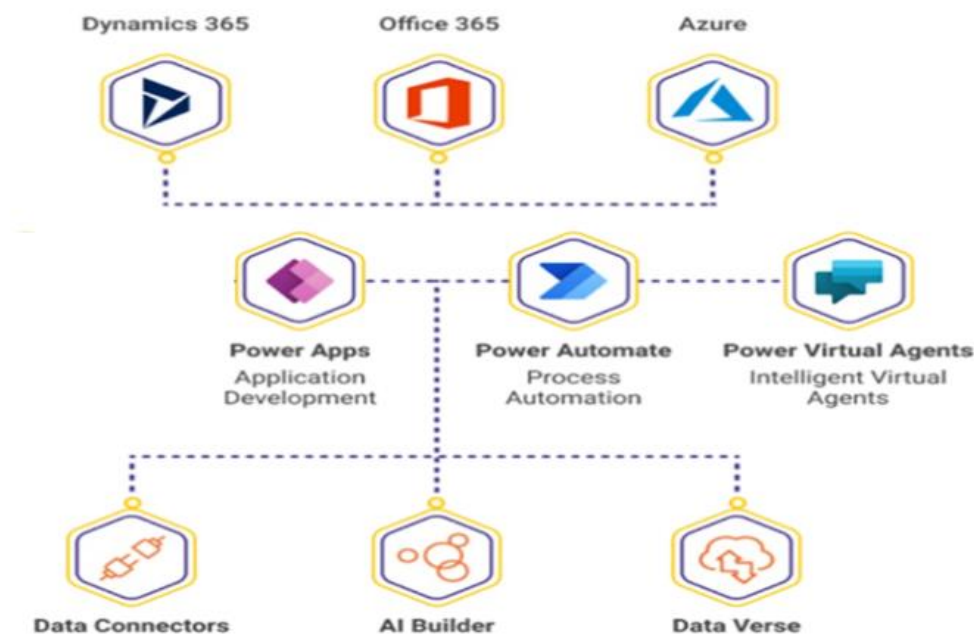 Dynamics 365
Office 365
Azure
Power Apps
Application
Development
Power Automate
Process
Automation
Power Virtual Agents
Intelligent Virtual
Agents
Data Connectors
AI Builder
Data Verse